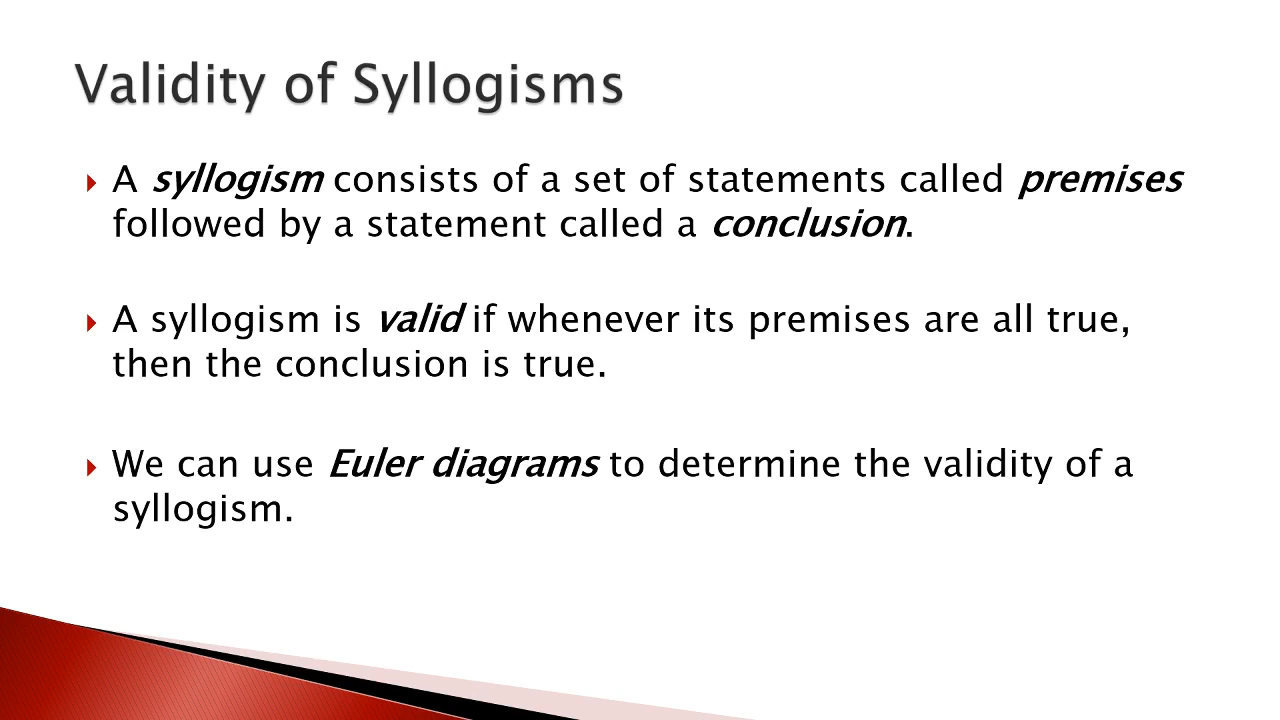 Validity of Syllogisms
A syllogism consists of a set of statements called premises
followed by a statement called a conclusion.
A syllogism is valid if whenever its premises are all true,
then the conclusion is true.
We can use Euler diagrams to determine the validity of a
syllogism.